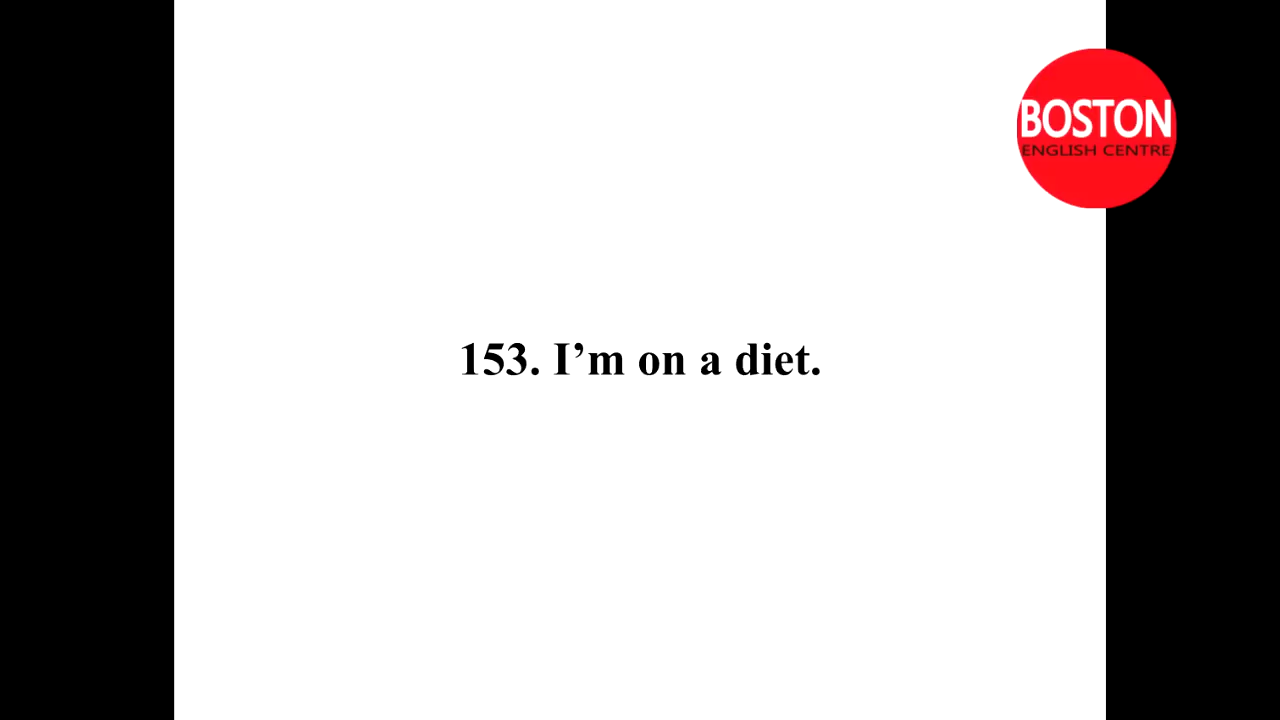 BOSTON
ENGLISH CENTRE
153. I’m on a diet.